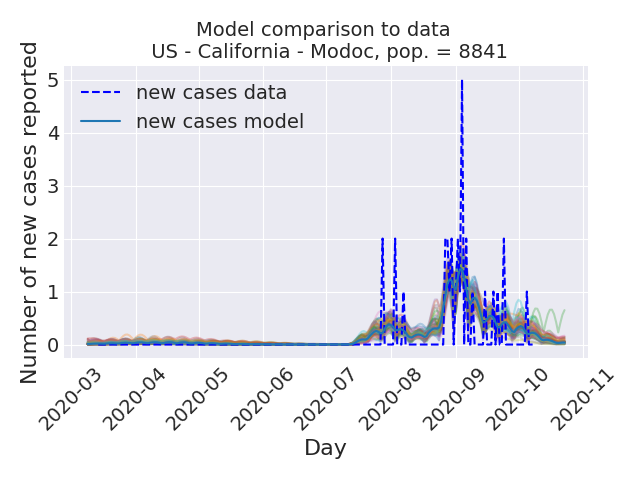 Model comparison to data
US - California - Modoc, pop. = 8841
Number of new cases reported
5
4
3
2
1
0
new cases data
new cases model
2020-03
2020-04
2020-05
2020-06
2020-07
2020-08
2020-09
2020-10
2020-11
Day